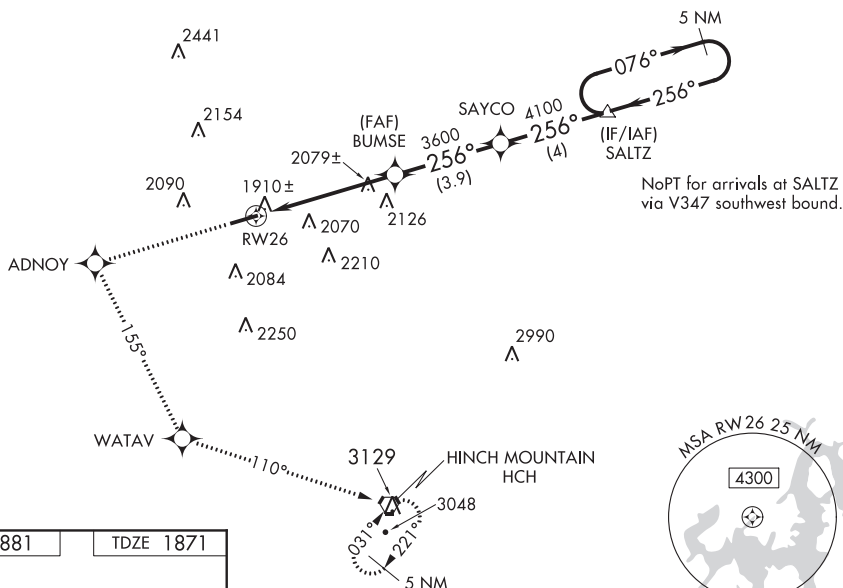 2441
5 NM
076°
2154
SAYCO
4100
256°
(4)
256°
(IF/IAF)
SALTZ
(FAF)
BUMSE
3600
256°
(3.9)
2079±
2090
1910±
NoPT for arrivals at SALTZ
via V347 southwest bound.
2126
2070
RW26
2210
ADNOY
2084
2250
2990
155°
WATAV
110°
3129
HINCH MOUNTAIN
HCH
3048
031°
221°
5 NM
MSA RW26 25 NM
4300
881
TDZE 1871